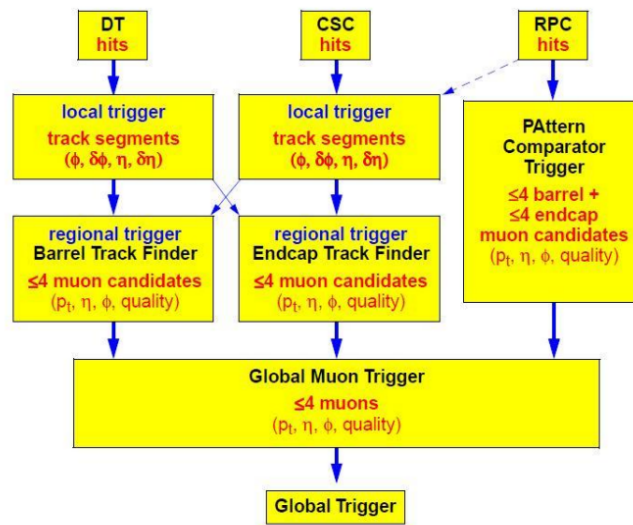 DT
hits
CSC
hits
RPC
hits
local trigger
track segments
(ϕ, δϕ, η, δη)
local trigger
track segments
(ϕ, δϕ, η, δη)
PAttern
Comparator
Trigger
≤4 barrel +
≤4 endcap
muon candidates
(pₜ, η, ϕ, quality)
regional trigger
Barrel Track Finder
≤4 muon candidates
(pₜ, η, ϕ, quality)
regional trigger
Endcap Track Finder
≤4 muon candidates
(pₜ, η, ϕ, quality)
Global Muon Trigger
≤4 muons
(pₜ, η, ϕ, quality)
Global Trigger